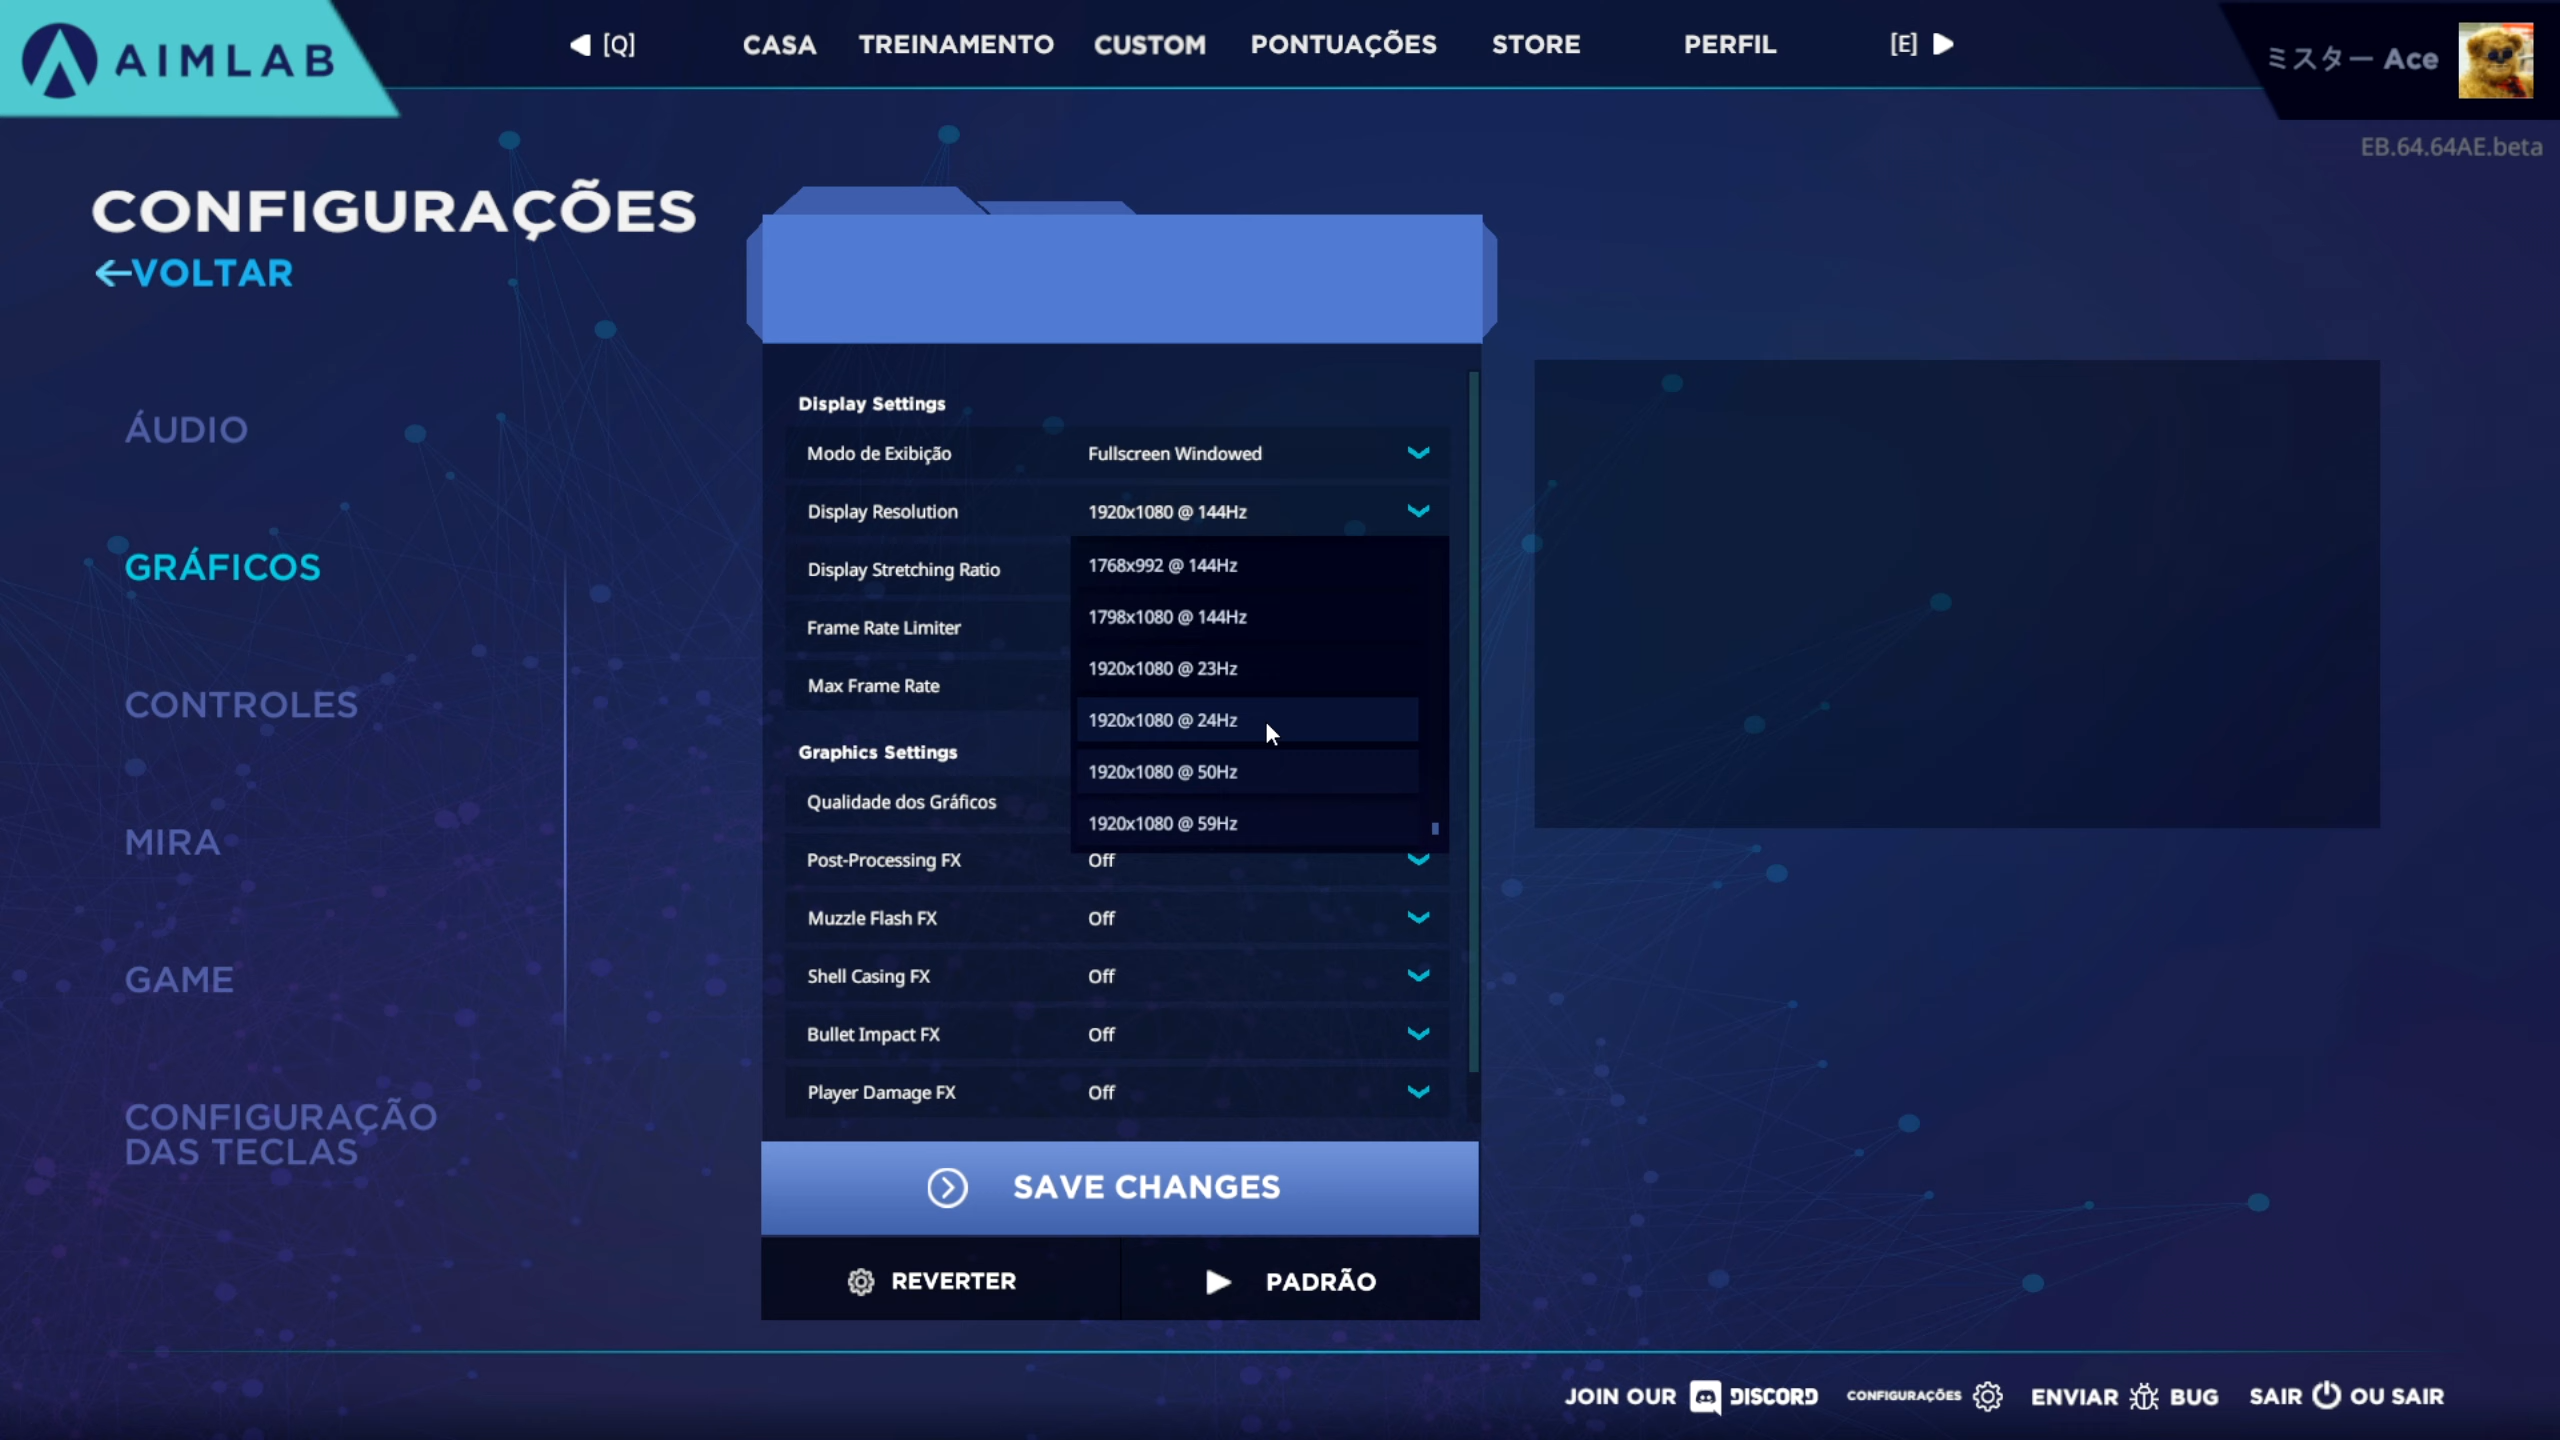 AIMLAB
[Q]
CASA
TREINAMENTO
CUSTOM
PONTUAÇÕES
STORE
PERFIL
[E]
ミスター Ace
EB.64.64AE.beta
CONFIGURAÇÕES
←VOLTAR
ÁUDIO
GRÁFICOS
CONTROLES
MIRA
GAME
CONFIGURAÇÃO
DAS TECLAS
Display Settings
Modo de Exibição Fullscreen Windowed
Display Resolution 1920x1080 @ 144Hz
Display Stretching Ratio
Frame Rate Limiter
Max Frame Rate
1768x992 @ 144Hz
1798x1080 @ 144Hz
1920x1080 @ 23Hz
1920x1080 @ 24Hz
1920x1080 @ 50Hz
1920x1080 @ 59Hz
Graphics Settings
Qualidade dos Gráficos
Post-Processing FX Off
Muzzle Flash FX Off
Shell Casing FX Off
Bullet Impact FX Off
Player Damage FX Off
SAVE CHANGES
REVERTER
PADRÃO
JOIN OUR DISCORD
CONFIGURAÇÕES
ENVIAR BUG
SAIR OU SAIR